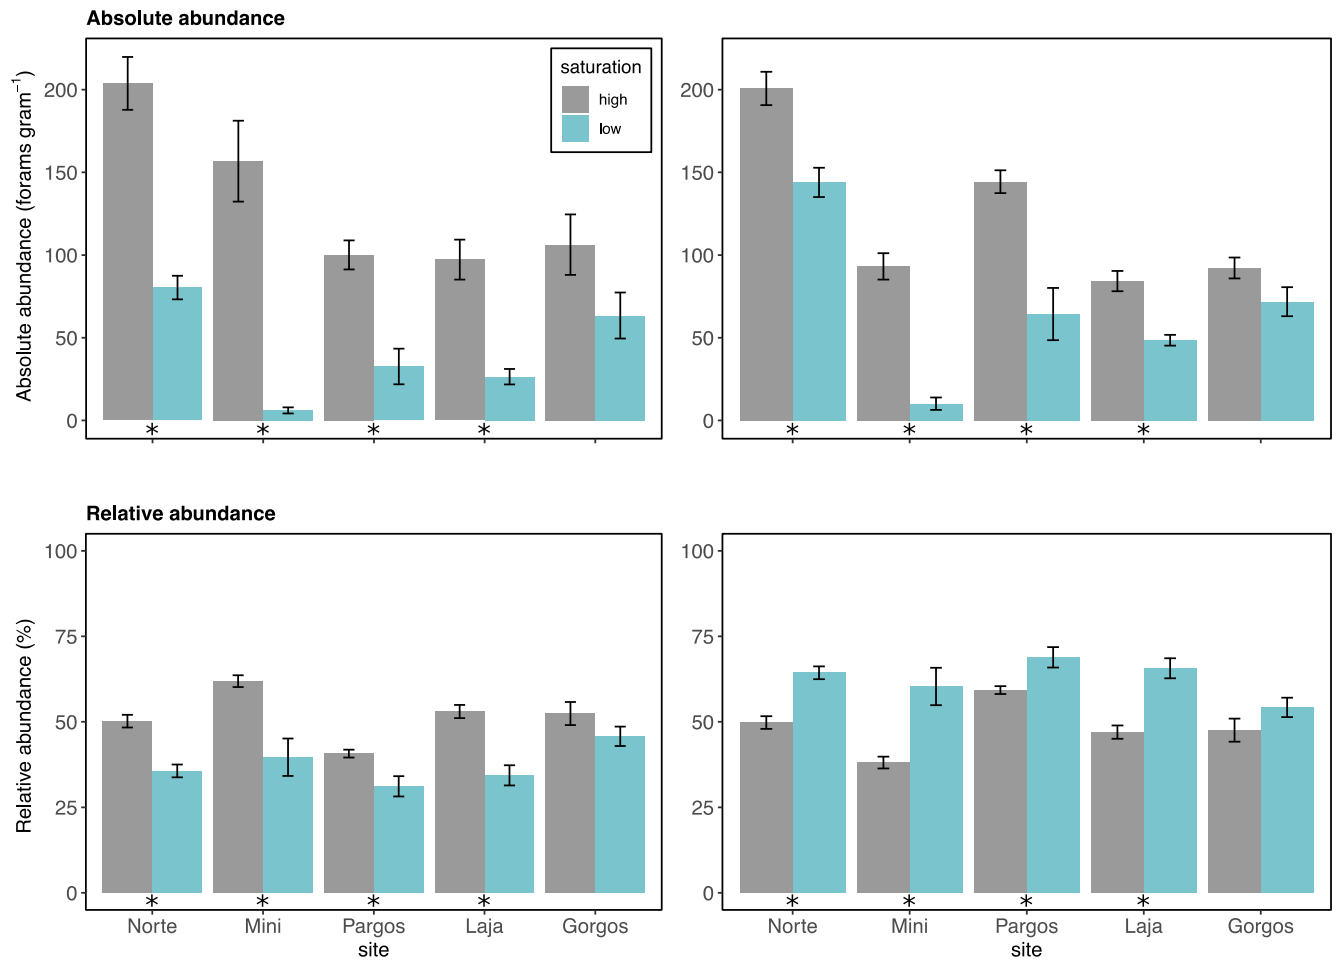 Absolute abundance
Absolute abundance (forams gram⁻¹)
200
150
100
50
0
saturation
high
low
* * * *
200
150
100
50
0
* * * *
Relative abundance
Relative abundance (%)
100
75
50
25
0
* * * *
Norte Mini Pargos Laja Gorgos
site
100
75
50
25
0
* * * *
Norte Mini Pargos Laja Gorgos
site